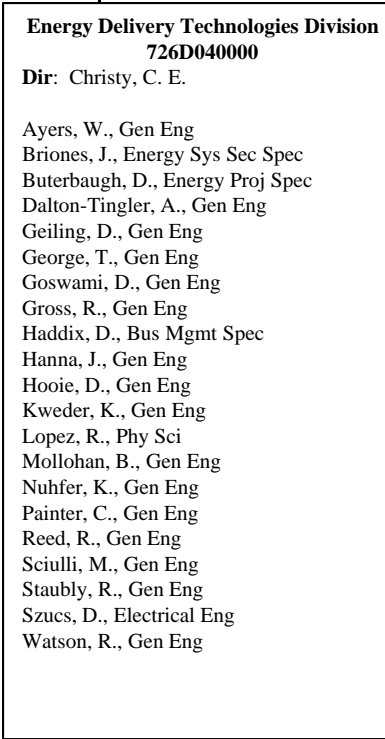 Energy Delivery Technologies Division
726D040000
Dir: Christy, C. E.
Ayers, W., Gen Eng
Briones, J., Energy Sys Sec Spec
Buterbaugh, D., Energy Proj Spec
Dalton-Tingler, A., Gen Eng
Geiling, D., Gen Eng
George, T., Gen Eng
Goswami, D., Gen Eng
Gross, R., Gen Eng
Haddix, D., Bus Mgmt Spec
Hanna, J., Gen Eng
Hooie, D., Gen Eng
Kweder, K., Gen Eng
Lopez, R., Phy Sci
Mollohan, B., Gen Eng
Nuhfer, K., Gen Eng
Painter, C., Gen Eng
Reed, R., Gen Eng
Sciulli, M., Gen Eng
Staubly, R., Gen Eng
Szucs, D., Electrical Eng
Watson, R., Gen Eng